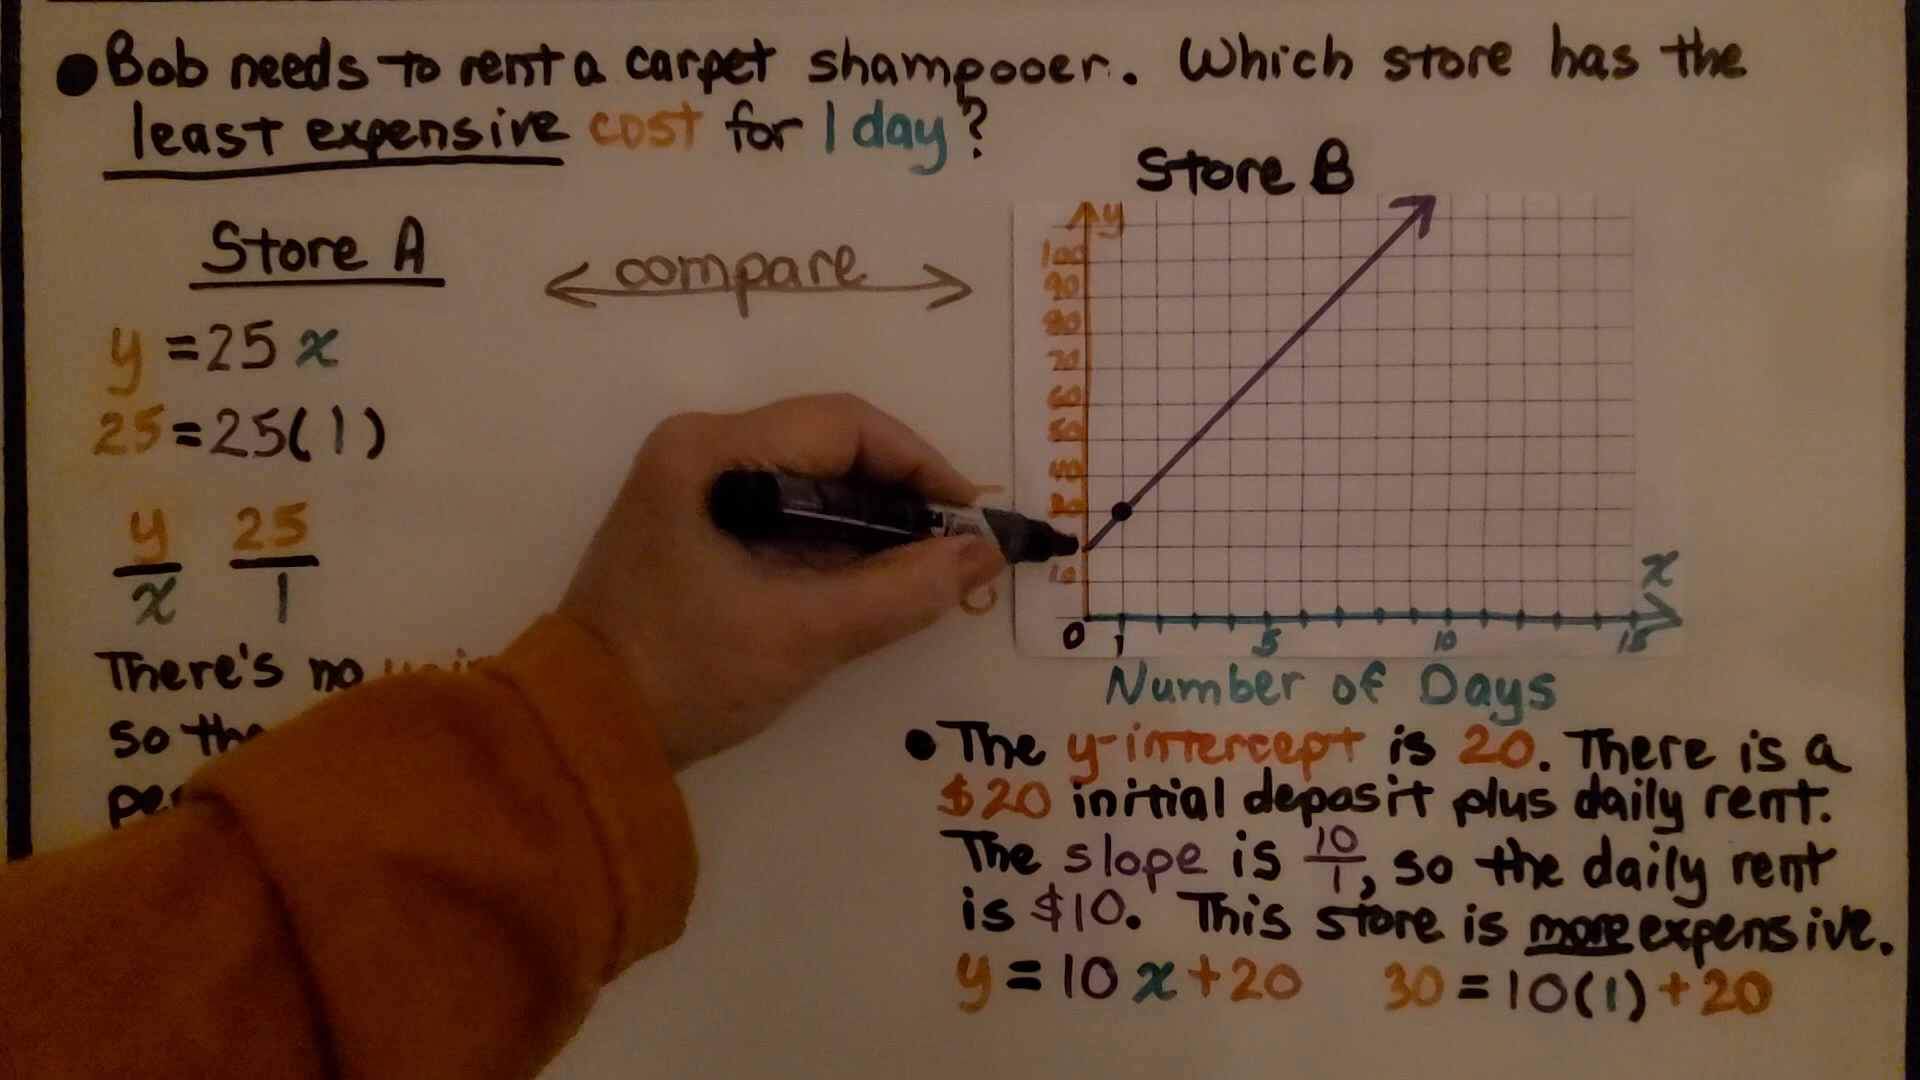 ● Bob needs to rent a carpet shampooer. Which store has the
least expensive cost for 1 day?
Store A
y = 25x
25 = 25(1)
y/x 25/1
There's no
so the
compare
Store B
y
100
90
80
70
60
50
40
10
0 1 5 10 15
x
Number of Days
● The y-intercept is 20. There is a
$20 initial deposit plus daily rent.
The slope is 10/1, so the daily rent
is $10. This store is more expensive.
y = 10x + 20 30 = 10(1) + 20